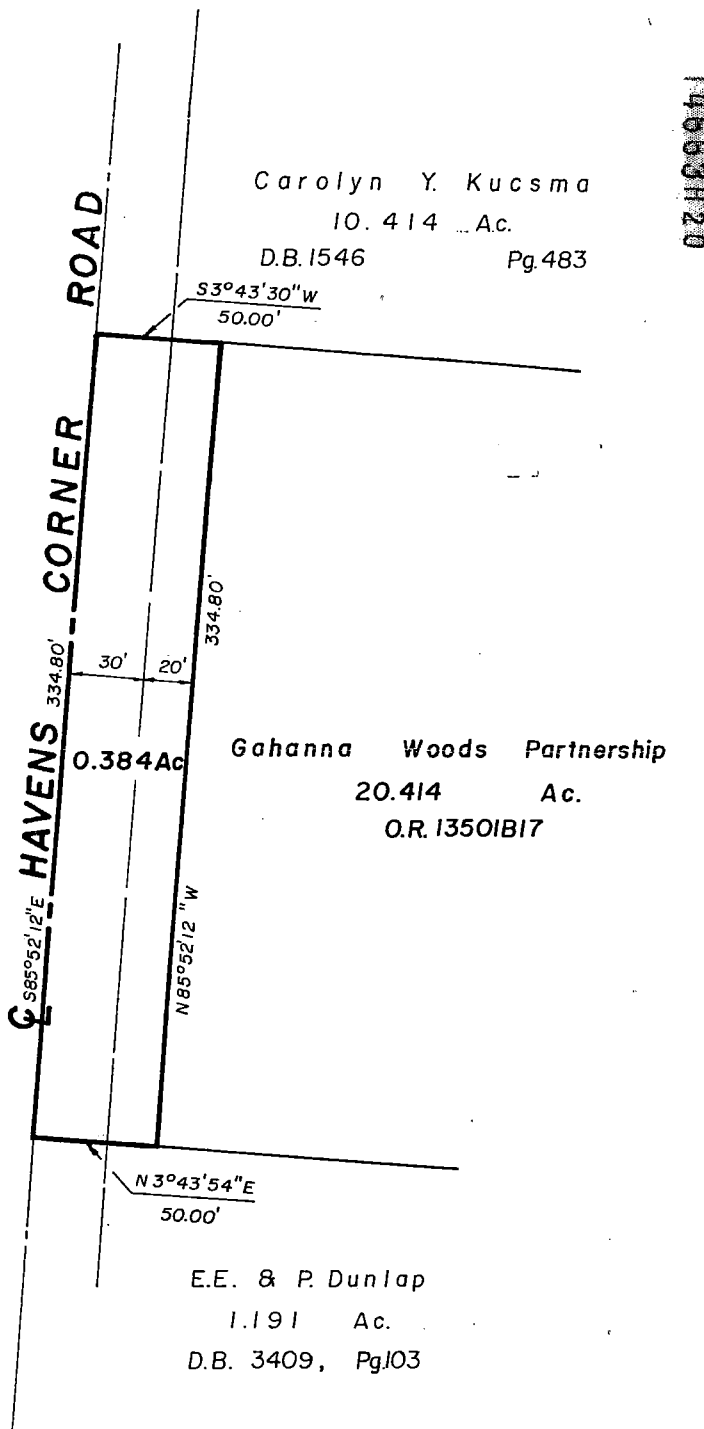 Carolyn Y. Kucsma
10.414 Ac.
D.B. 1546 Pg. 483
S3°43'30"W
50.00'
HAVENS CORNER ROAD
334.80'
S85°52'12"E
℄
30' 20'
334.80'
N85°52'12"W
0.384Ac
Gahanna Woods Partnership
20.414 Ac.
O.R. 13501B17
N3°43'54"E
50.00'
E.E. & P. Dunlap
1.191 Ac.
D.B. 3409, Pg.103